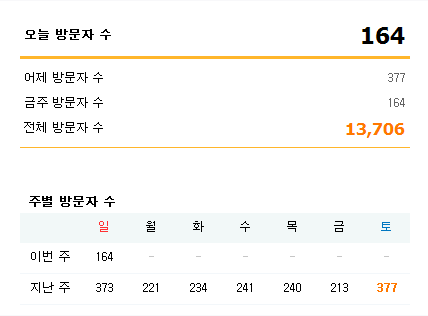 오늘 방문자 수 164
어제 방문자 수 377
금주 방문자 수 164
전체 방문자 수 13,706
주별 방문자 수
일 월 화 수 목 금 토
이번 주 164 - - - - - -
지난 주 373 221 234 241 240 213 377